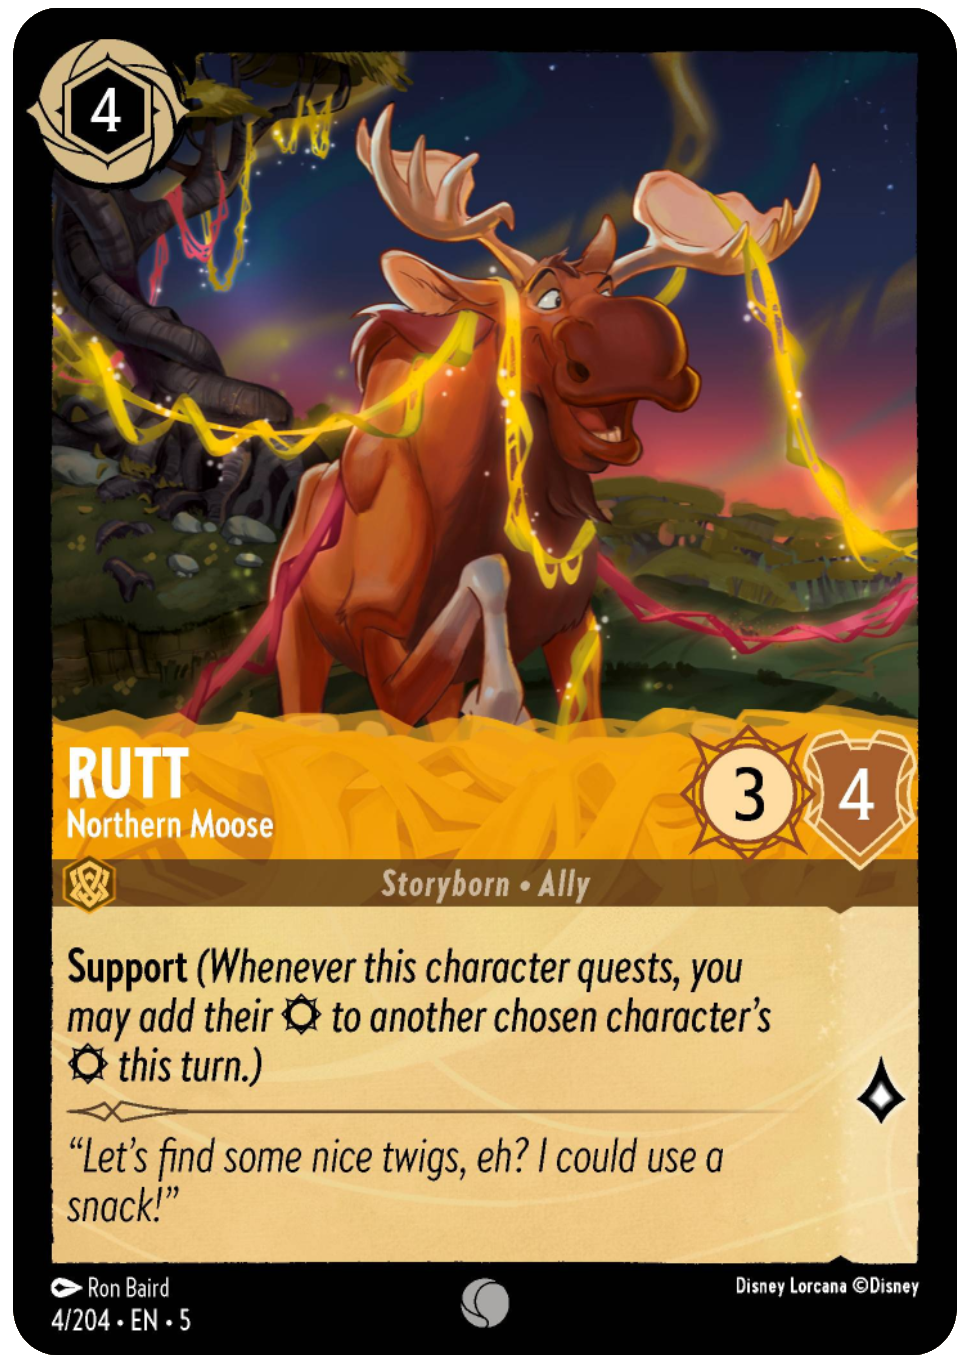 4
RUTT
Northern Moose
3
4
Storyborn • Ally
Support (Whenever this character quests, you
may add their to another chosen character's
this turn.)
“Let's find some nice twigs, eh? I could use a
snack!”
Ron Baird
4/204 • EN • 5
Disney Lorcana ©Disney